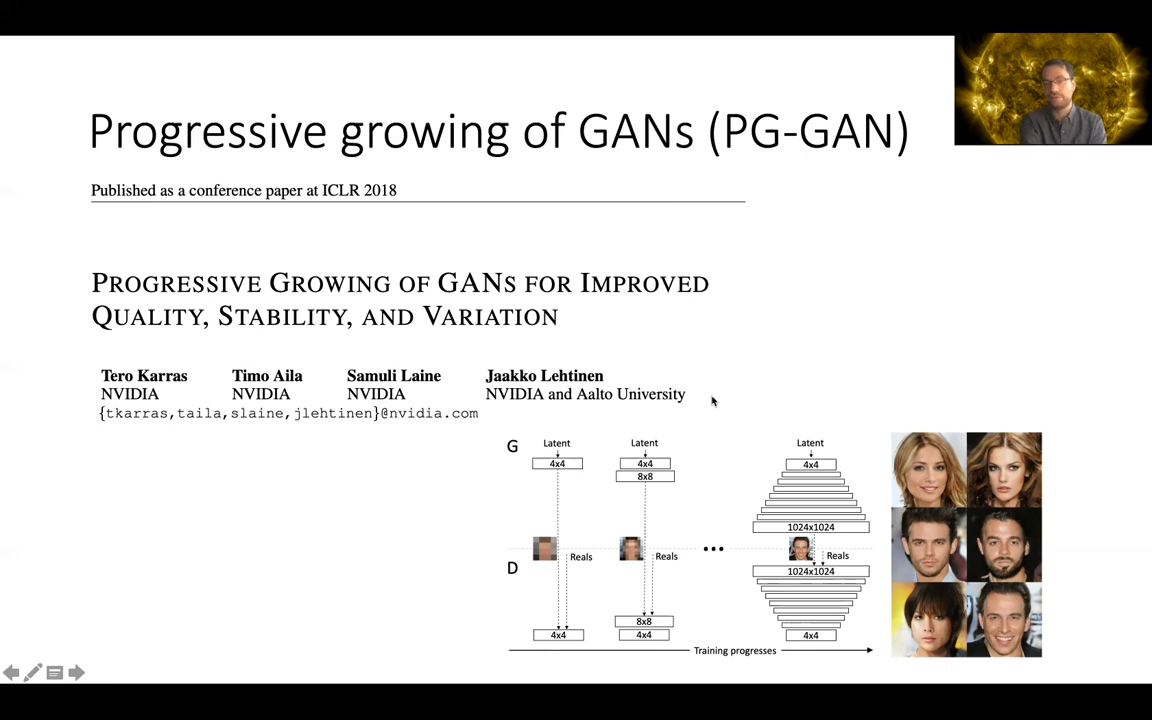 Progressive growing of GANs (PG-GAN)
Published as a conference paper at ICLR 2018
PROGRESSIVE GROWING OF GANS FOR IMPROVED
QUALITY, STABILITY, AND VARIATION
Tero Karras Timo Aila Samuli Laine Jaakko Lehtinen
NVIDIA NVIDIA NVIDIA NVIDIA and Aalto University
{tkarras,taila,slaine,jlehtinen}@nvidia.com
G Latent Latent Latent
4x4 4x4 4x4
8x8
1024x1024
Reals Reals ••• Reals
D
1024x1024
8x8
4x4 4x4 4x4
Training progresses